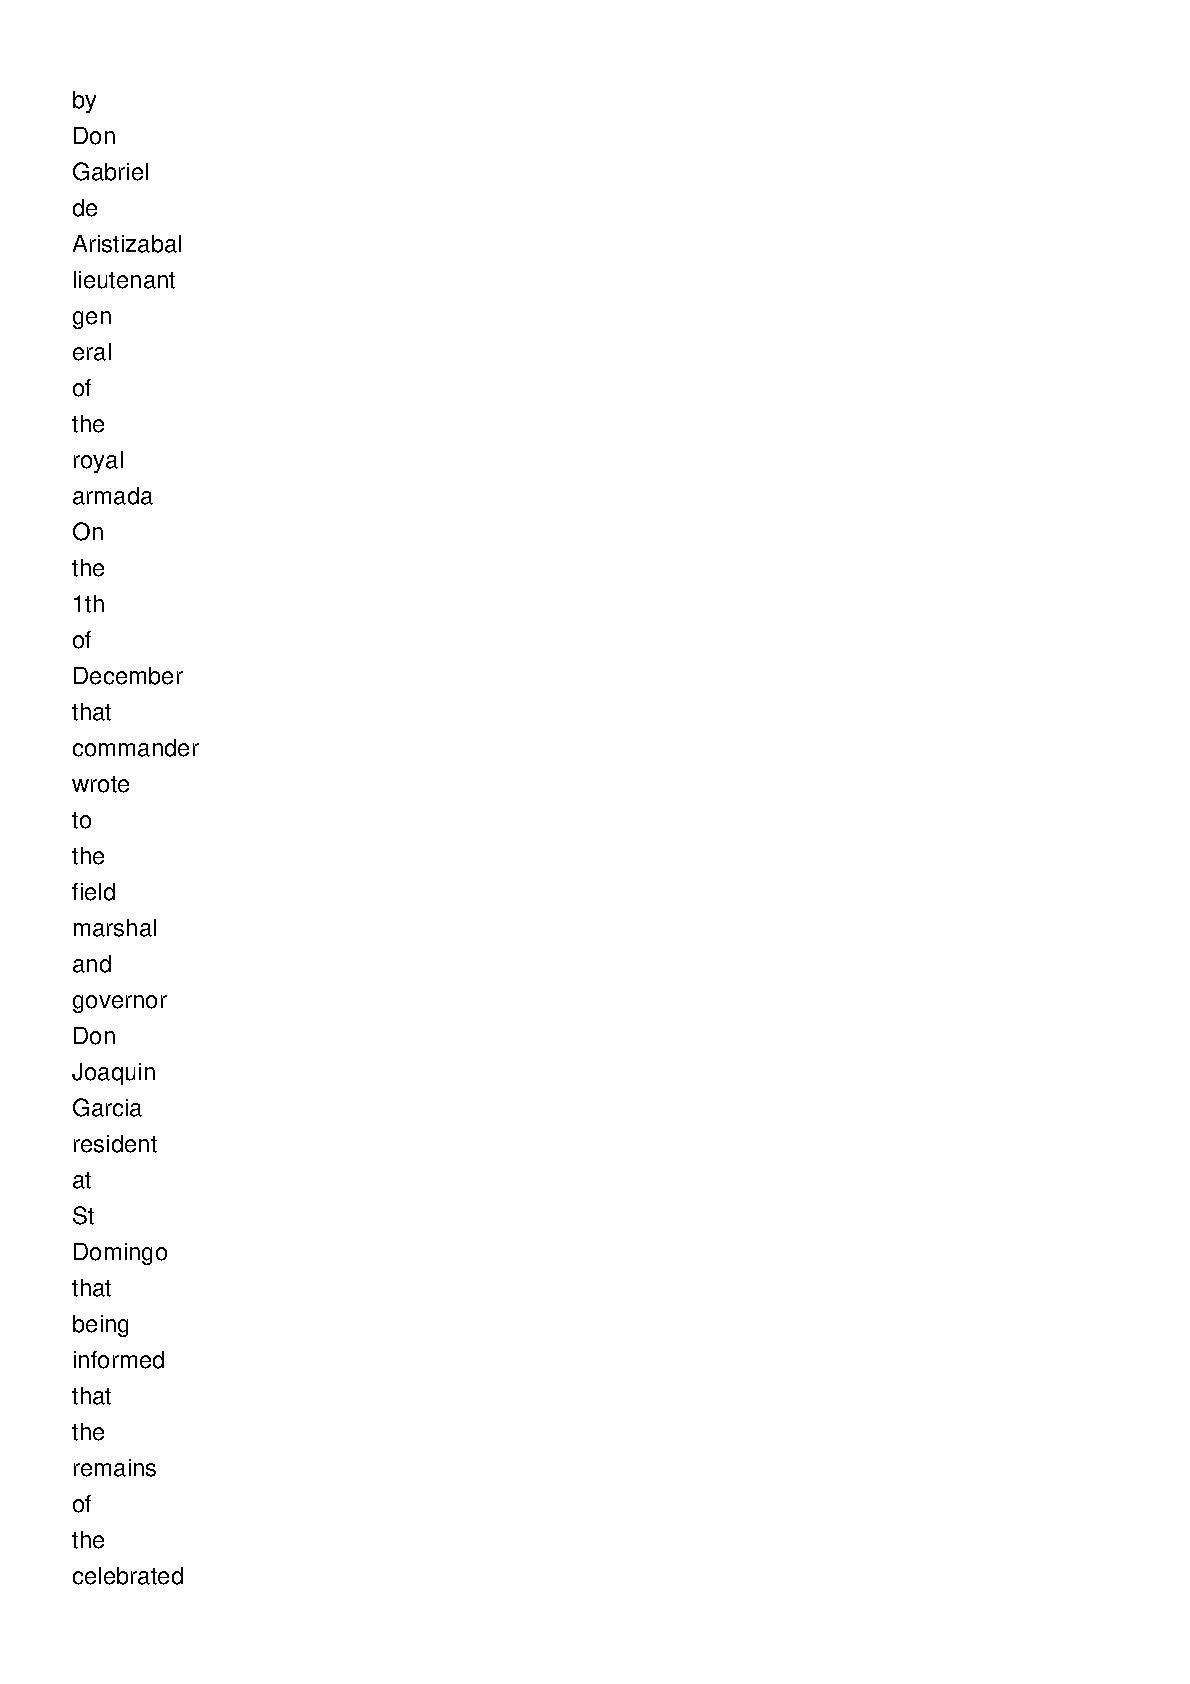 by
Don
Gabriel
de
Aristizabal
lieutenant
gen
eral
of
the
royal
armada
On
the
1th
of
December
that
commander
wrote
to
the
field
marshal
and
governor
Don
Joaquin
Garcia
resident
at
St
Domingo
that
being
informed
that
the
remains
of
the
celebrated